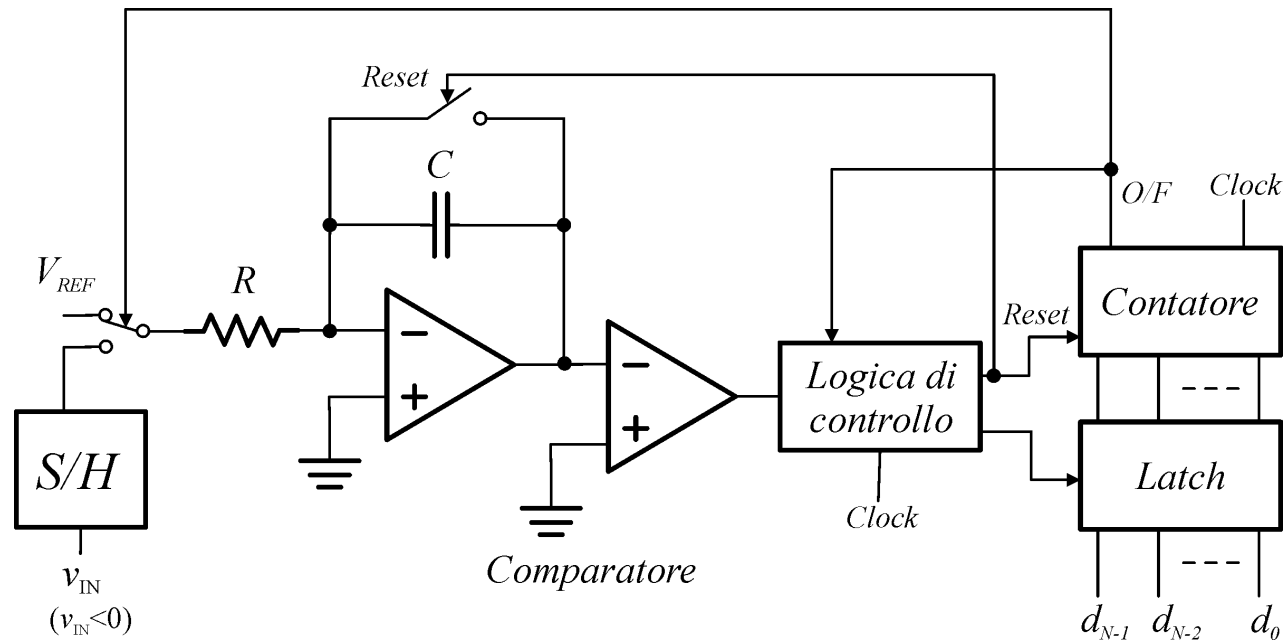 Reset
C
O/F
Clock
V_REF
R
Contatore
Reset
Logica di
controllo
S/H
Latch
Clock
Comparatore
v_IN
(v_IN<0)
d_N-1 d_N-2 d_0